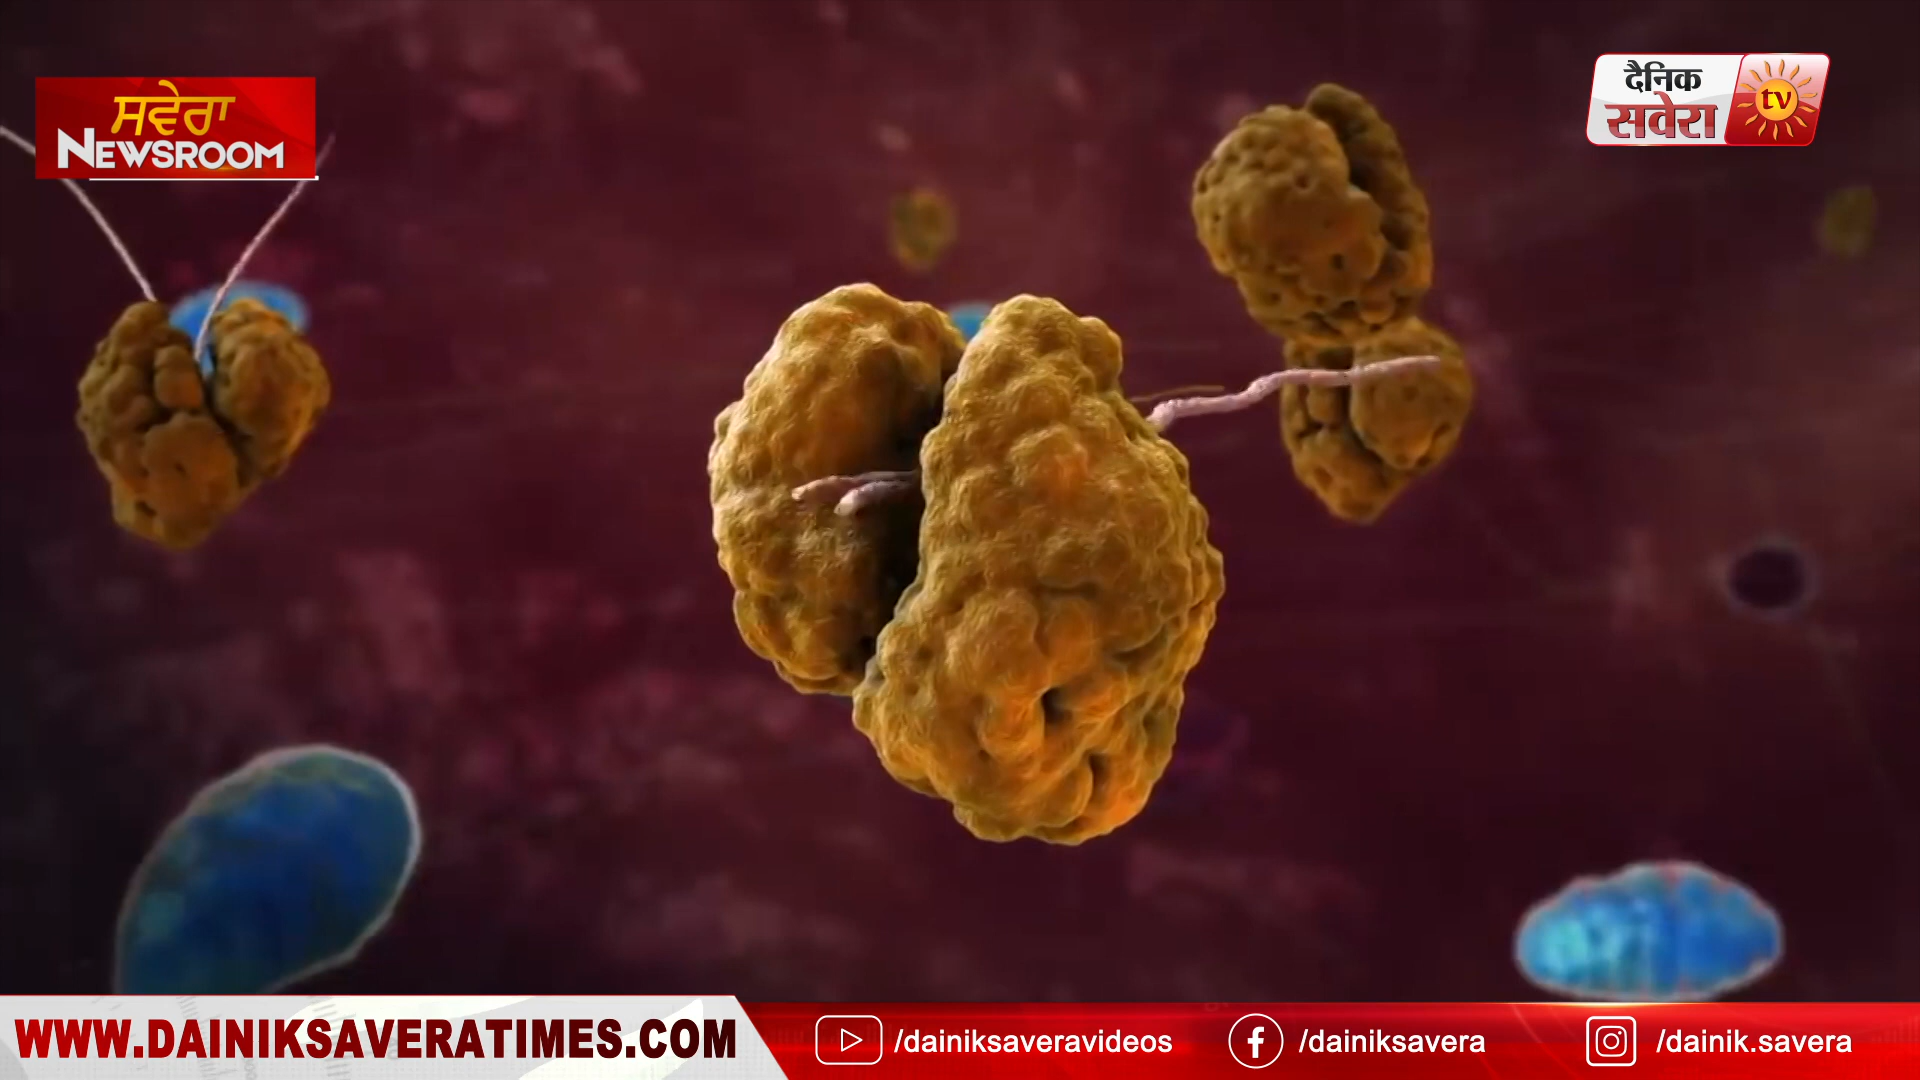 ਸਵੇਰਾ
NEWSROOM
दैनिक
सवेरा
tv
WWW.DAINIKSAVERATIMES.COM
/dainiksaveravideos
/dainiksavera
/dainik.savera